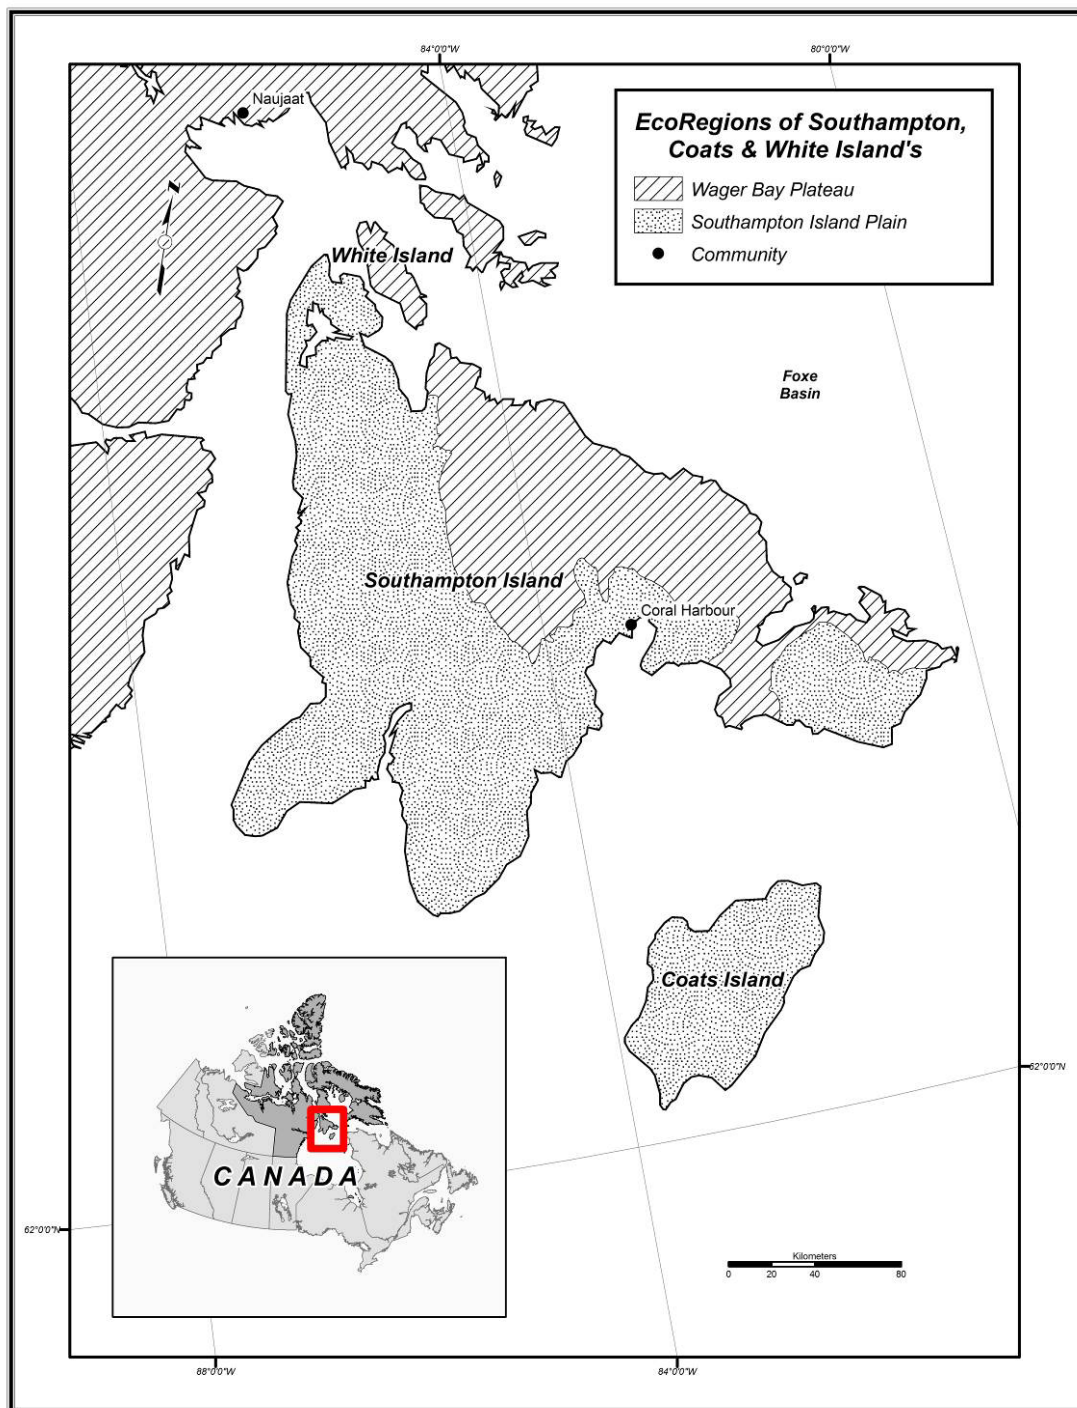 84°0'0"W
80°0'0"W
Naujaat
EcoRegions of Southampton,
Coats & White Island's
Wager Bay Plateau
Southampton Island Plain
Community
N
White Island
Foxe
Basin
Southampton Island
Coral Harbour
Coats Island
62°0'0"N
CANADA
62°0'0"N
Kilometers
0 20 40 80
88°0'0"W
84°0'0"W